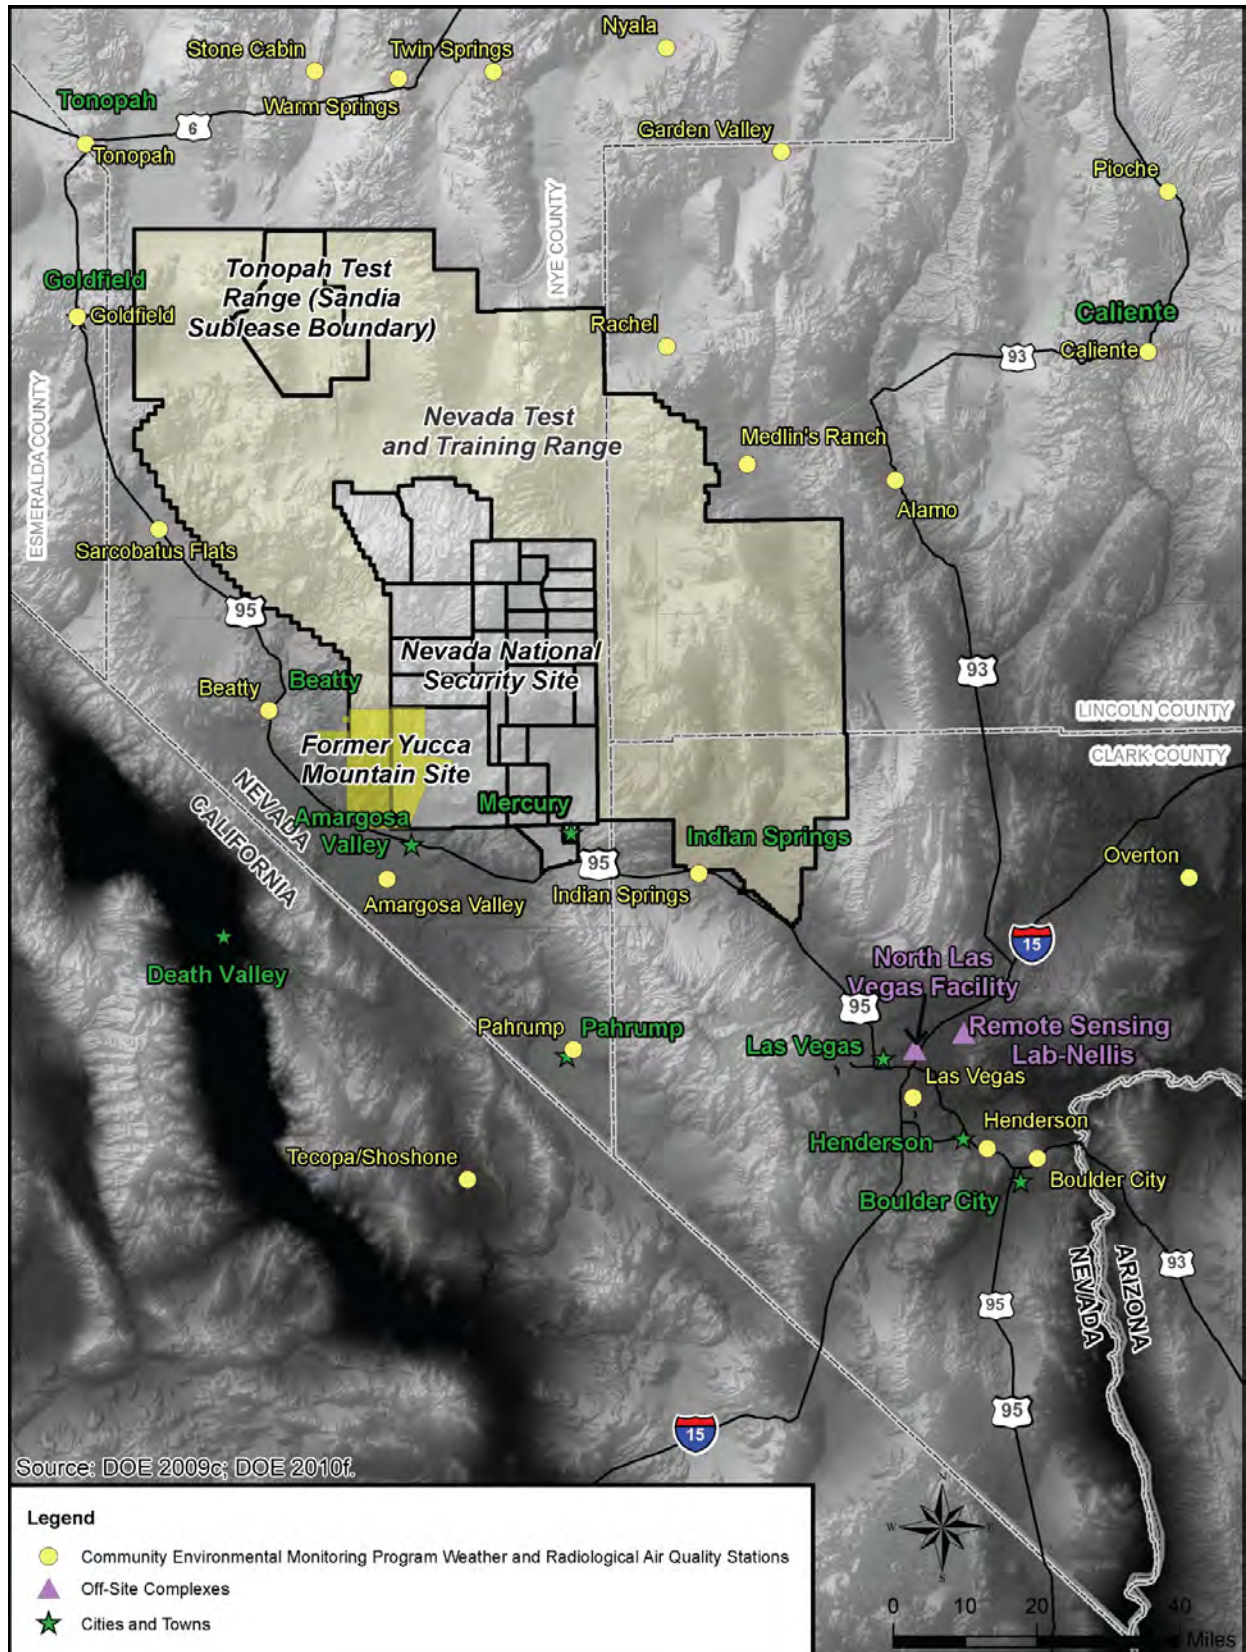 Nyala
Stone Cabin
Twin Springs
Tonopah
Warm Springs
6
Garden Valley
Tonopah
Pioche
NYE COUNTY
Tonopah Test
Range (Sandia
Sublease Boundary)
Goldfield
Goldfield
Rachel
Caliente
93
Caliente
ESMERALDA COUNTY
Nevada Test
and Training Range
Medlin's Ranch
Alamo
Sarcobatus Flats
95
Nevada National
Security Site
93
Beatty
Beatty
LINCOLN COUNTY
Former Yucca
Mountain Site
CLARK COUNTY
NEVADA
CALIFORNIA
Amargosa
Valley
Mercury
Indian Springs
95
Overton
Amargosa Valley
Indian Springs
15
Death Valley
North Las
Vegas Facility
95
Pahrump
Pahrump
Las Vegas
Remote Sensing
Lab-Nellis
Las Vegas
Henderson
Henderson
Tecopa/Shoshone
Boulder City
Boulder City
ARIZONA
NEVADA
93
95
95
15
Source: DOE 2009c; DOE 2010f.
Legend
Community Environmental Monitoring Program Weather and Radiological Air Quality Stations
Off-Site Complexes
Cities and Towns
N
W
E
S
0 10 20 40
Miles